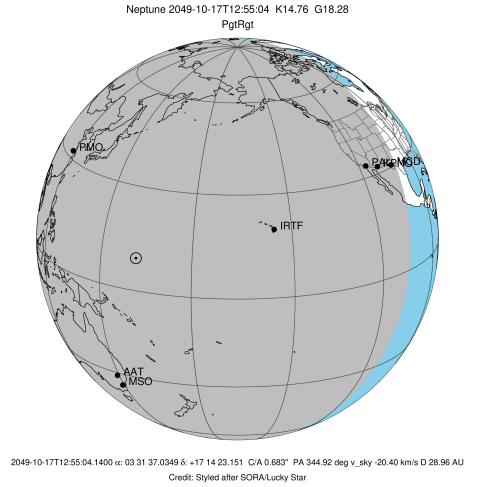 Neptune 2049-10-17T12:55:04  K14.76  G18.28
PgtRgt
PMO
IRTF
AAT
MSO
2049-10-17T12:55:04.1400 α: 03 31 37.0349 δ: +17 14 23.151  C/A 0.683"  PA 344.92 deg v_sky -20.40 km/s D 28.96 AU
Credit: Styled after SORA/Lucky Star